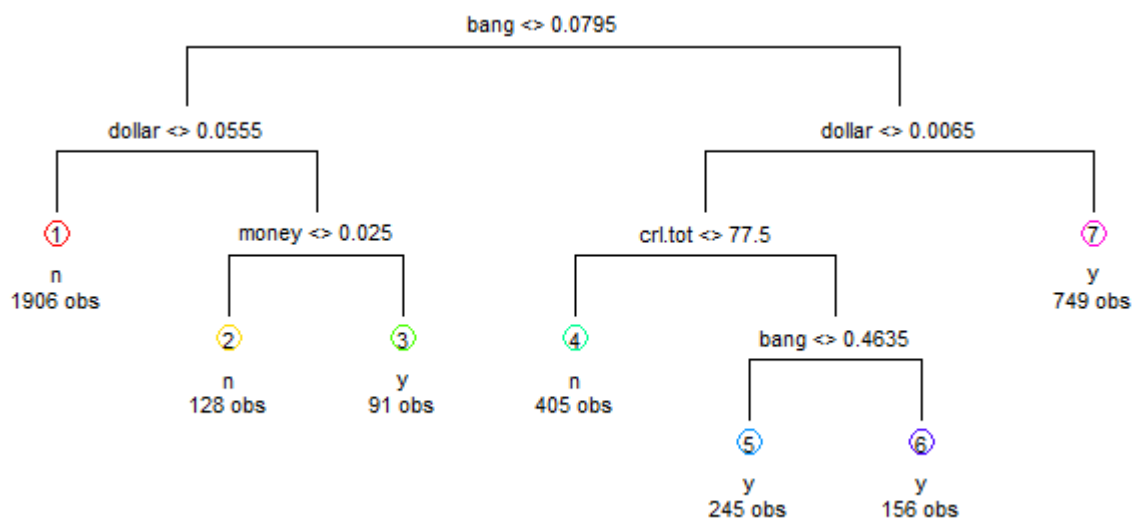 bang <> 0.0795
dollar <> 0.0555
dollar <> 0.0065
1
n
1906 obs
money <> 0.025
crl.tot <> 77.5
7
y
749 obs
2
n
128 obs
3
y
91 obs
4
n
405 obs
bang <> 0.4635
5
y
245 obs
6
y
156 obs